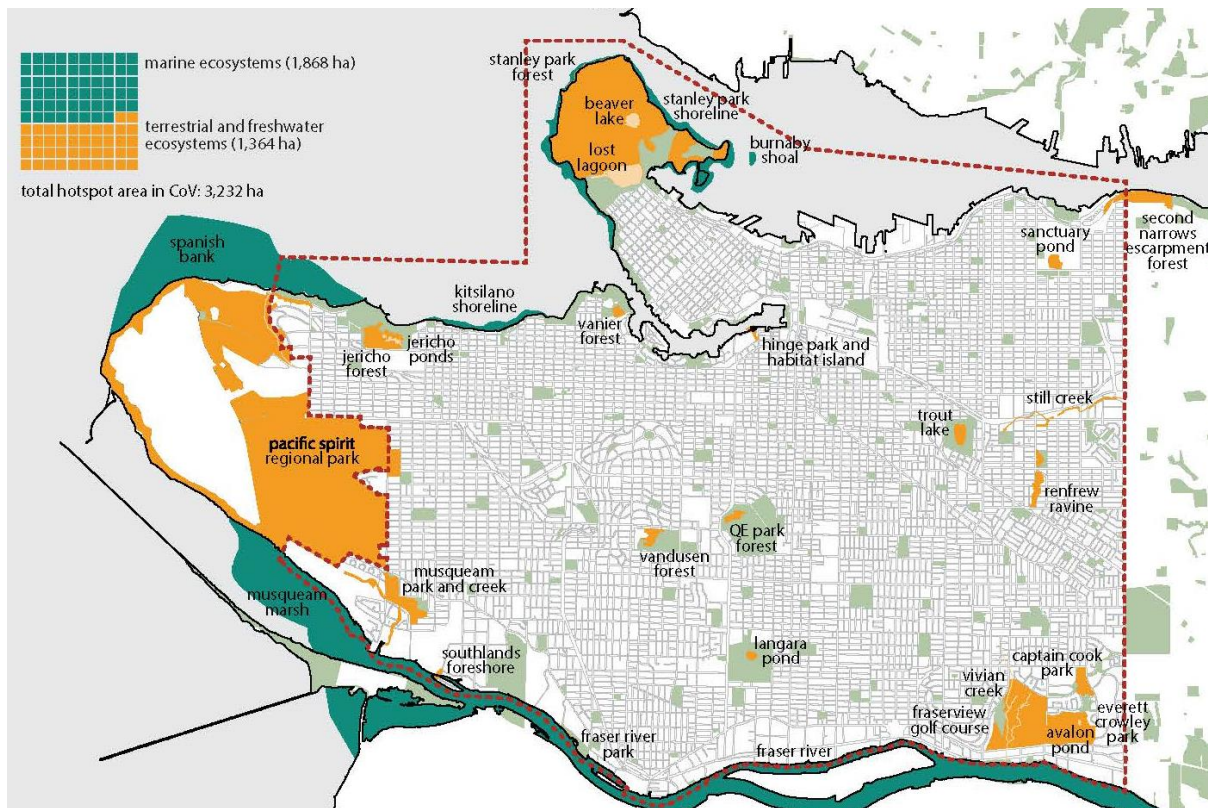 marine ecosystems (1,868 ha)
terrestrial and freshwater
ecosystems (1,364 ha)
total hotspot area in CoV: 3,232 ha
stanley park
forest
beaver
lake
stanley park
shoreline
lost
lagoon
burnaby
shoal
spanish
bank
kitsilano
shoreline
vanier
forest
jericho
forest
jericho
ponds
hinge park and
habitat island
sanctuary
pond
second
narrows
escarpment
forest
still creek
trout
lake
renfrew
ravine
pacific spirit
regional park
QE park
forest
vandusen
forest
musqueam
park and creek
musqueam
marsh
southlands
foreshore
langara
pond
captain cook
park
vivian
creek
fraserview
golf course
everett
crowley
park
avalon
pond
fraser river
park
fraser river